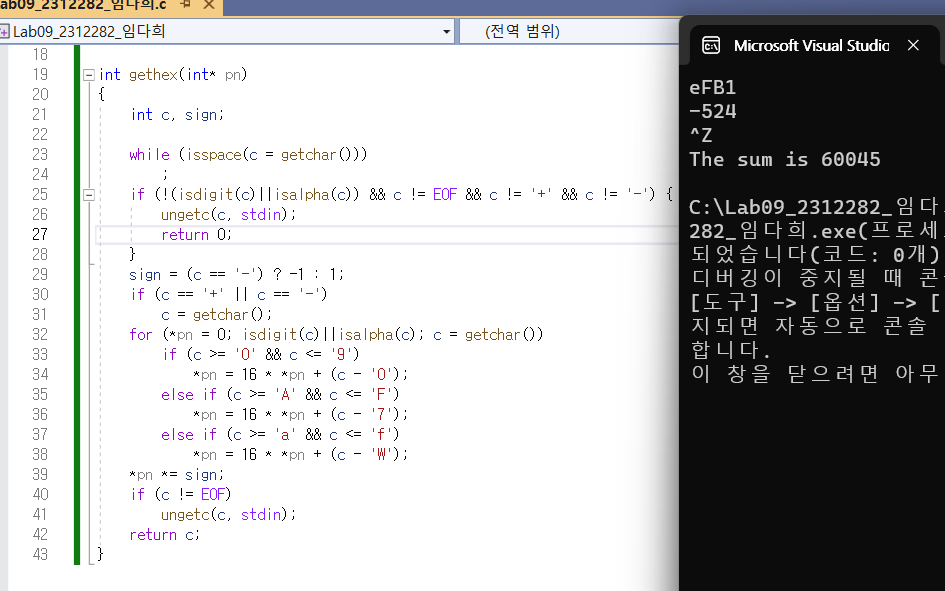 ab09_2312282_임다희.c
Lab09_2312282_임다희
(전역 범위)
18
19 int gethex(int* pn)
20 {
21 int c, sign;
22
23 while (isspace(c = getchar()))
24 ;
25 if (!(isdigit(c)||isalpha(c)) && c != EOF && c != '+' && c != '-') {
26 ungetc(c, stdin);
27 return 0;
28 }
29 sign = (c == '-') ? -1 : 1;
30 if (c == '+' || c == '-')
31 c = getchar();
32 for (*pn = 0; isdigit(c)||isalpha(c); c = getchar())
33 if (c >= '0' && c <= '9')
34 *pn = 16 * *pn + (c - '0');
35 else if (c >= 'A' && c <= 'F')
36 *pn = 16 * *pn + (c - '7');
37 else if (c >= 'a' && c <= 'f')
38 *pn = 16 * *pn + (c - 'W');
39 *pn *= sign;
40 if (c != EOF)
41 ungetc(c, stdin);
42 return c;
43 }
Microsoft Visual Studio
eFB1
-524
^Z
The sum is 60045
C:\Lab09_2312282_임다
282_임다희.exe(프로세
되었습니다(코드: 0개)
디버깅이 중지될 때 콘
[도구] -> [옵션] -> [
지되면 자동으로 콘솔
합니다.
이 창을 닫으려면 아무